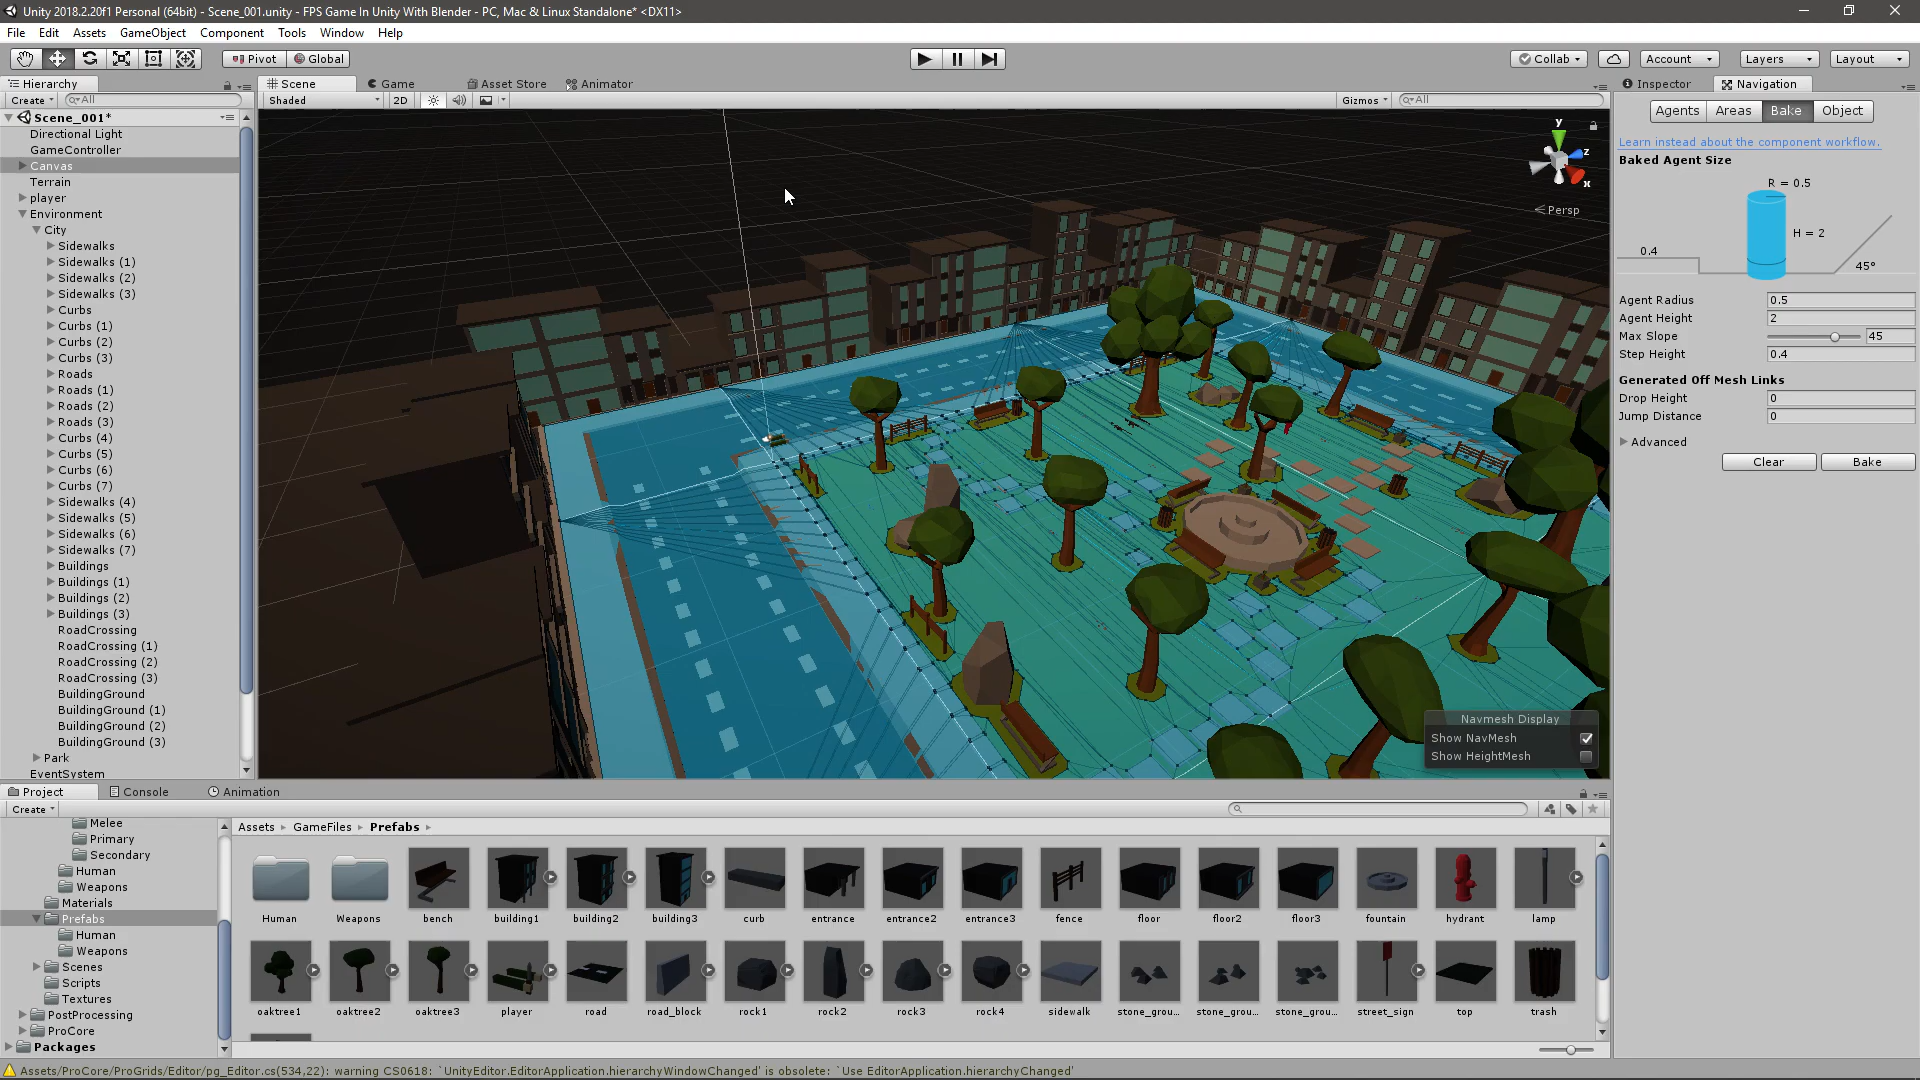 Unity 2018.2.20f1 Personal (64bit) - Scene_001.unity - FPS Game In Unity With Blender - PC, Mac & Linux Standalone* <DX11>
File Edit Assets GameObject Component Tools Window Help
Pivot Global Collab Account Layers Layout
Hierarchy
Create All
Scene_001*
Directional Light
GameController
Canvas
Terrain
player
Environment
City
Sidewalks
Sidewalks (1)
Sidewalks (2)
Sidewalks (3)
Curbs
Curbs (1)
Curbs (2)
Curbs (3)
Roads
Roads (1)
Roads (2)
Roads (3)
Curbs (4)
Curbs (5)
Curbs (6)
Curbs (7)
Sidewalks (4)
Sidewalks (5)
Sidewalks (6)
Sidewalks (7)
Buildings
Buildings (1)
Buildings (2)
Buildings (3)
RoadCrossing
RoadCrossing (1)
RoadCrossing (2)
RoadCrossing (3)
BuildingGround
BuildingGround (1)
BuildingGround (2)
BuildingGround (3)
Park
EventSystem
Scene Game Asset Store Animator
Shaded 2D Gizmos All
y
z
x
Persp
Navmesh Display
Show NavMesh
Show HeightMesh
Inspector Navigation
Agents Areas Bake Object
Learn instead about the component workflow.
Baked Agent Size
R = 0.5
H = 2
0.4
45°
Agent Radius 0.5
Agent Height 2
Max Slope 45
Step Height 0.4
Generated Off Mesh Links
Drop Height 0
Jump Distance 0
Advanced
Clear Bake
Project Console Animation
Create
Melee
Primary
Secondary
Human
Weapons
Materials
Prefabs
Human
Weapons
Scenes
Scripts
Textures
PostProcessing
ProCore
Packages
Assets GameFiles Prefabs
Human Weapons bench building1 building2 building3 curb entrance entrance2 entrance3 fence floor floor2 floor3 fountain hydrant lamp
oaktree1 oaktree2 oaktree3 player road road_block rock1 rock2 rock3 rock4 sidewalk stone_grou... stone_grou... stone_grou... street_sign top trash
Assets/ProCore/ProGrids/Editor/pg_Editor.cs(534,22): warning CS0618: `UnityEditor.EditorApplication.hierarchyWindowChanged' is obsolete: `Use EditorApplication.hierarchyChanged'